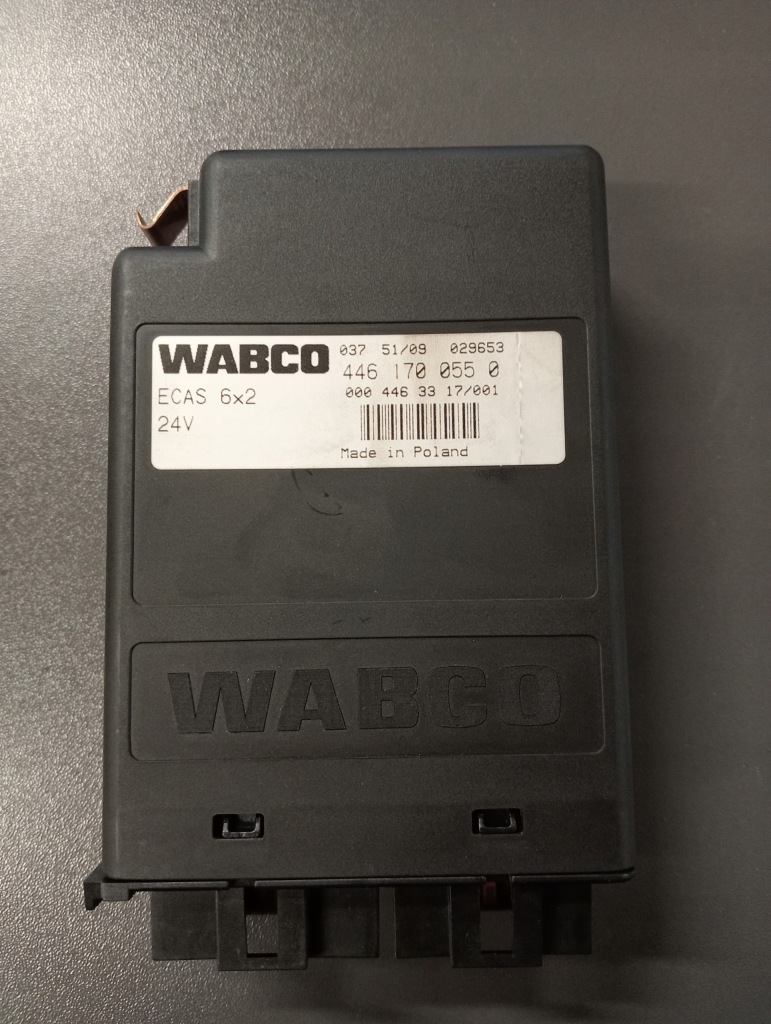 WABCO 037 51/09 029653
446 170 055 0
ECAS 6x2 000 446 33 17/001
24V
Made in Poland
WABCO